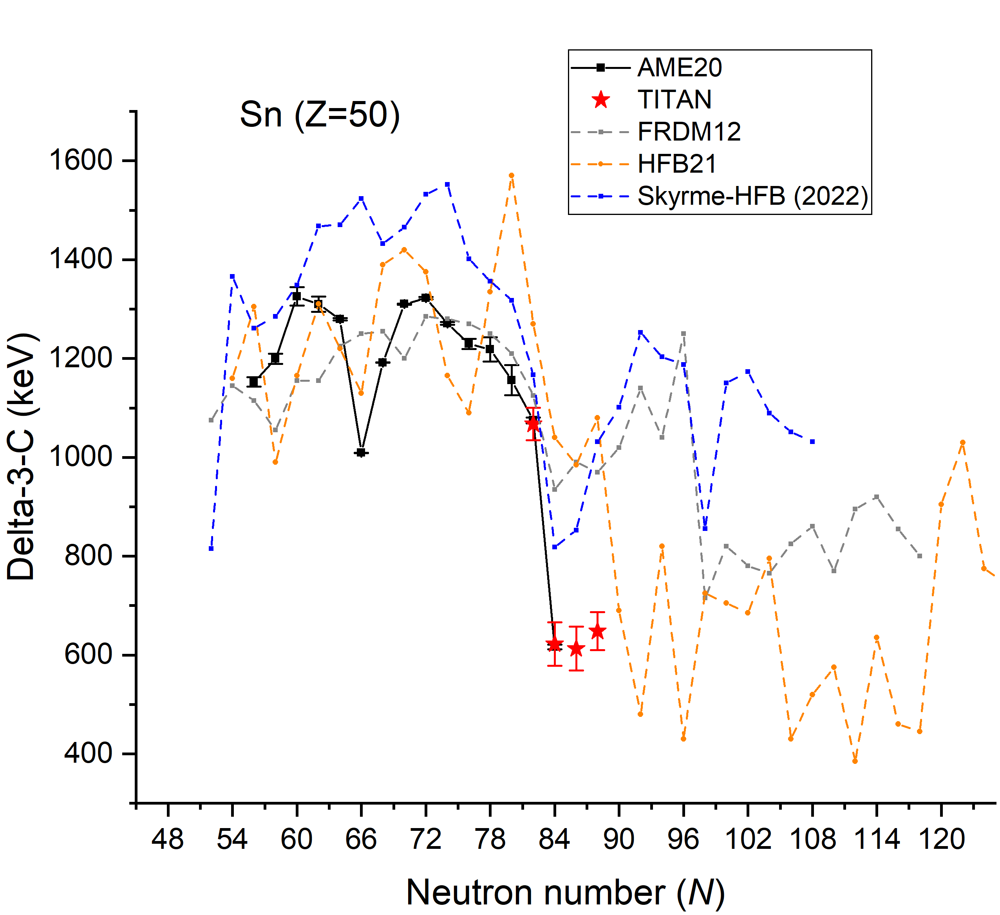 AME20
TITAN
FRDM12
HFB21
Skyrme-HFB (2022)
Sn (Z=50)
Delta-3-C (keV)
1600
1400
1200
1000
800
600
400
48 54 60 66 72 78 84 90 96 102 108 114 120
Neutron number (N)